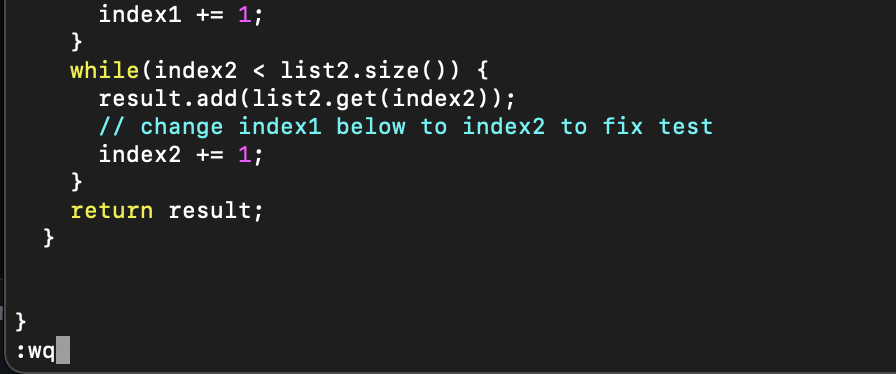 index1 += 1;
}
while(index2 < list2.size()) {
result.add(list2.get(index2));
// change index1 below to index2 to fix test
index2 += 1;
}
return result;
}
}
:wq